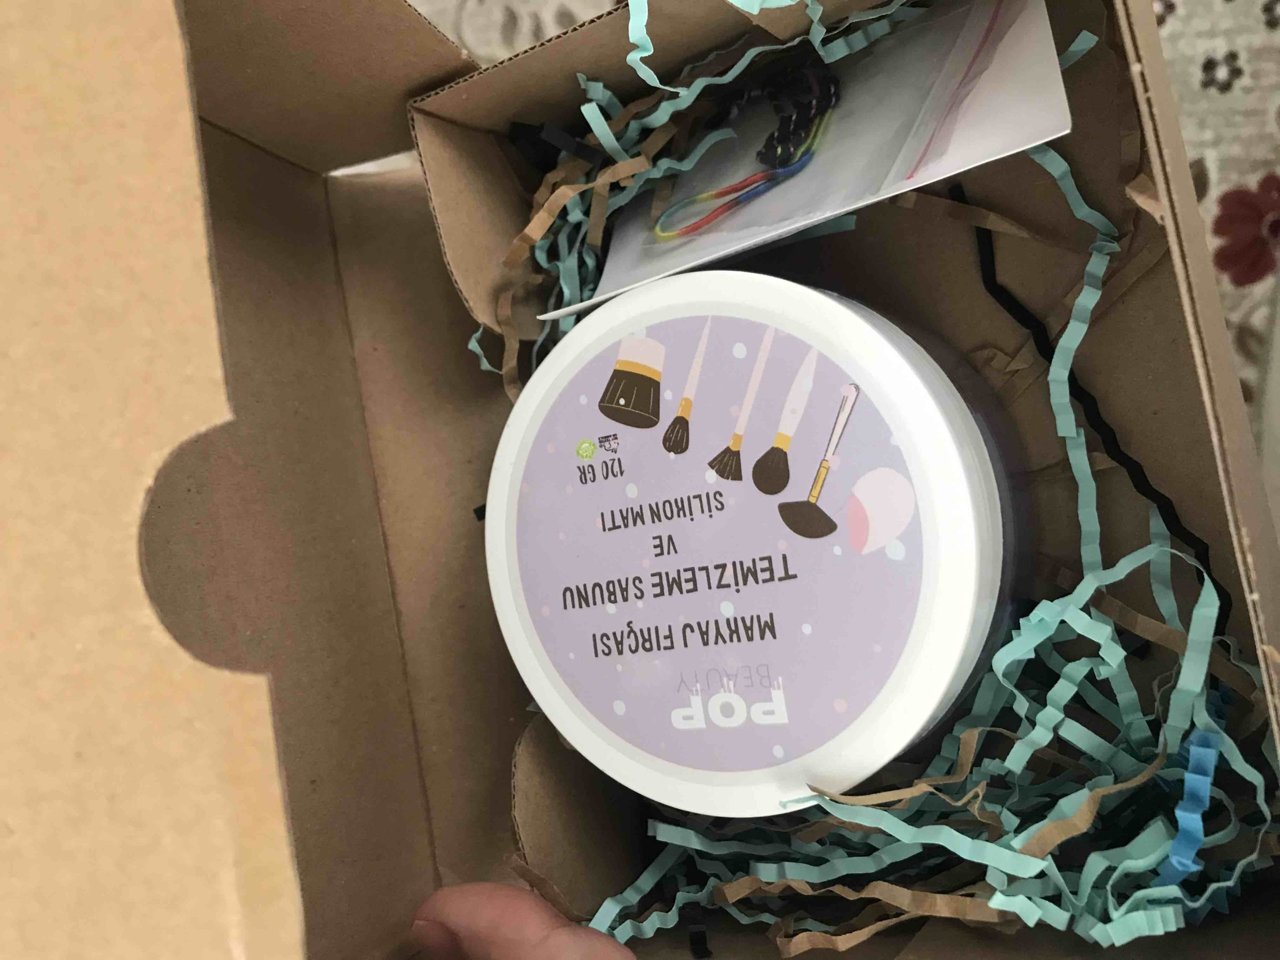 POP
BEAUTY
MAKYAJ FIRÇASI
TEMİZLEME SABUNU
VE
SİLİKON MATI
120 GR